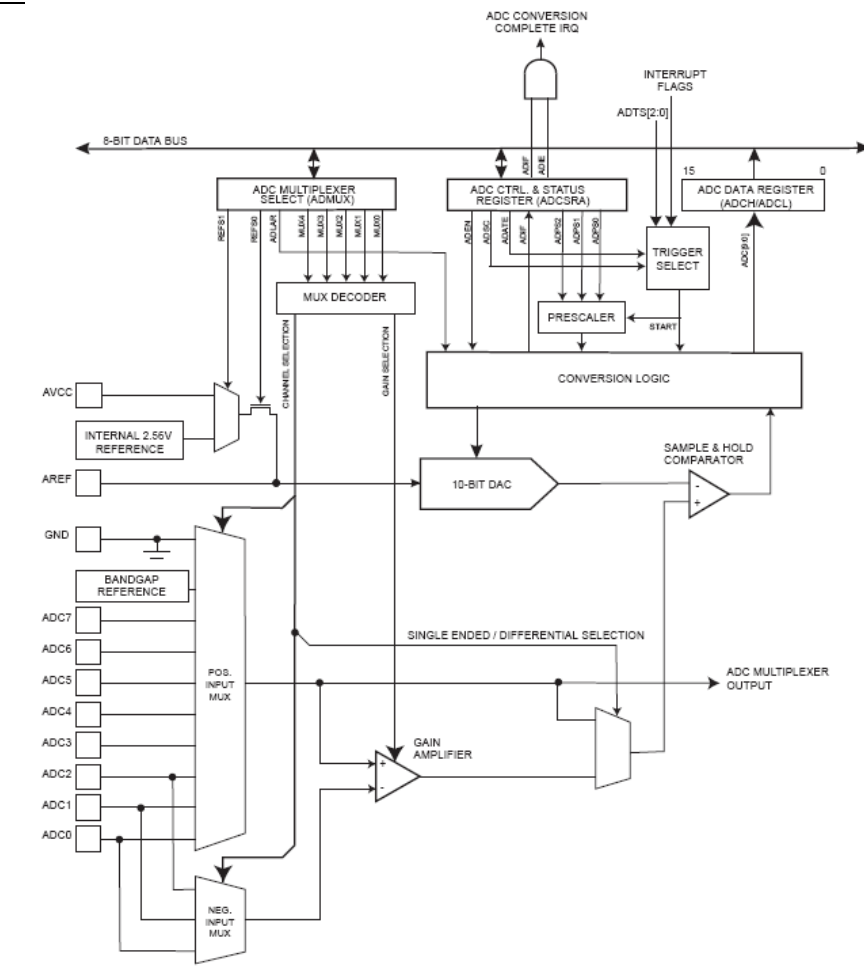 ADC CONVERSION
COMPLETE IRQ
INTERRUPT
FLAGS
ADTS[2:0]
8-BIT DATA BUS
ADIF
ADIE
15
0
ADC MULTIPLEXER
SELECT (ADMUX)
ADC CTRL. & STATUS
REGISTER (ADCSRA)
ADC DATA REGISTER
(ADCH/ADCL)
REFS1
REFS0
ADLAR
MUX4
MUX3
MUX2
MUX1
MUX0
ADEN
ADSC
ADATE
ADIF
ADPS2
ADPS1
ADPS0
ADC[9:0]
TRIGGER
SELECT
MUX DECODER
PRESCALER
START
CHANNEL SELECTION
GAIN SELECTION
CONVERSION LOGIC
AVCC
INTERNAL 2.56V
REFERENCE
SAMPLE & HOLD
COMPARATOR
AREF
10-BIT DAC
-
+
GND
BANDGAP
REFERENCE
ADC7
SINGLE ENDED / DIFFERENTIAL SELECTION
ADC6
ADC5
POS.
INPUT
MUX
ADC MULTIPLEXER
OUTPUT
ADC4
ADC3
GAIN
AMPLIFIER
ADC2
+
-
ADC1
ADC0
NEG.
INPUT
MUX